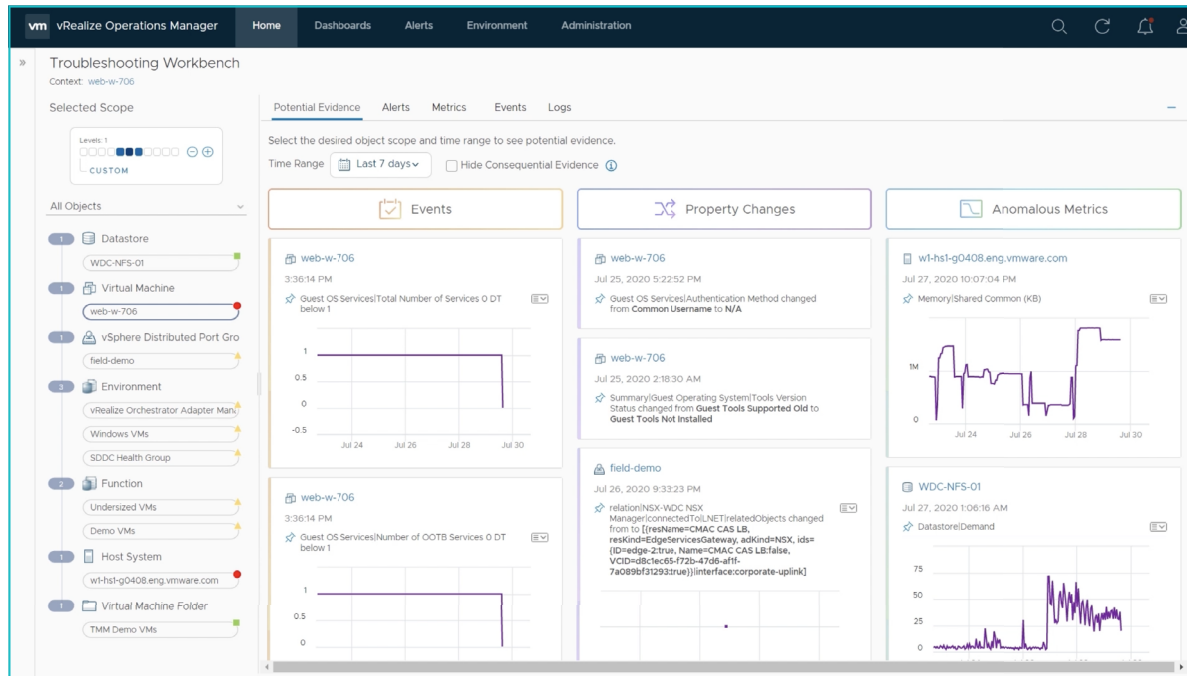 vm vRealize Operations Manager Home Dashboards Alerts Environment Administration
Troubleshooting Workbench
Context: web-w-706
Selected Scope
Levels: 1
CUSTOM
All Objects
1 Datastore
WDC-NFS-01
1 Virtual Machine
web-w-706
1 vSphere Distributed Port Gro
field-demo
3 Environment
vRealize Orchestrator Adapter Man
Windows VMs
SDDC Health Group
2 Function
Undersized VMs
Demo VMs
1 Host System
w1-hs1-g0408.eng.vmware.com
1 Virtual Machine Folder
TMM Demo VMs
Potential Evidence Alerts Metrics Events Logs
Select the desired object scope and time range to see potential evidence.
Time Range Last 7 days Hide Consequential Evidence
Events
web-w-706
3:36:14 PM
Guest OS Services|Total Number of Services 0 DT
below 1
1
0.5
0
-0.5
Jul 24 Jul 26 Jul 28 Jul 30
web-w-706
3:36:14 PM
Guest OS Services|Number of OOTB Services 0 DT
below 1
1
0.5
0
Property Changes
web-w-706
Jul 25, 2020 5:22:52 PM
Guest OS Services|Authentication Method changed
from Common Username to N/A
web-w-706
Jul 25, 2020 2:18:30 AM
Summary|Guest Operating System|Tools Version
Status changed from Guest Tools Supported Old to
Guest Tools Not Installed
field-demo
Jul 26, 2020 9:33:23 PM
relation|NSX-WDC NSX
Manager|connectedTo|LNET|relatedObjects changed
from to [{resName=CMAC CAS LB,
resKind=EdgeServicesGateway, adKind=NSX, ids=
{ID=edge-2:true, Name=CMAC CAS LB:false,
VCID=d8c1ec65-f72b-47d6-af1f-
7a089bf31293:true}}|interface:corporate-uplink]
Anomalous Metrics
w1-hs1-g0408.eng.vmware.com
Jul 27, 2020 10:07:04 PM
Memory|Shared Common (KB)
1M
0
Jul 24 Jul 26 Jul 28 Jul 30
WDC-NFS-01
Jul 27, 2020 1:06:16 AM
Datastore|Demand
75
50
25
0